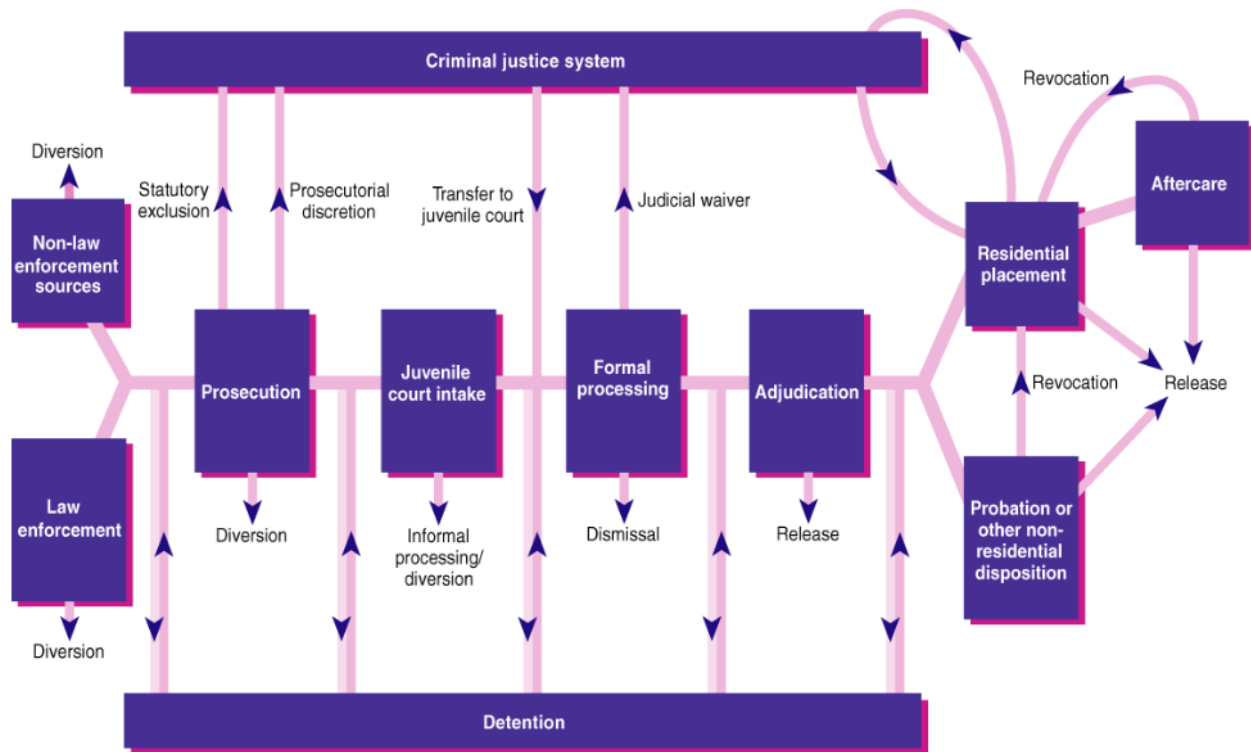 Criminal justice system
Revocation
Diversion
Aftercare
Statutory
exclusion
Prosecutorial
discretion
Transfer to
juvenile court
Judicial waiver
Non-law
enforcement
sources
Residential
placement
Prosecution
Juvenile
court intake
Formal
processing
Adjudication
Revocation
Release
Law
enforcement
Diversion
Informal
processing/
diversion
Dismissal
Release
Probation or
other non-
residential
disposition
Diversion
Detention